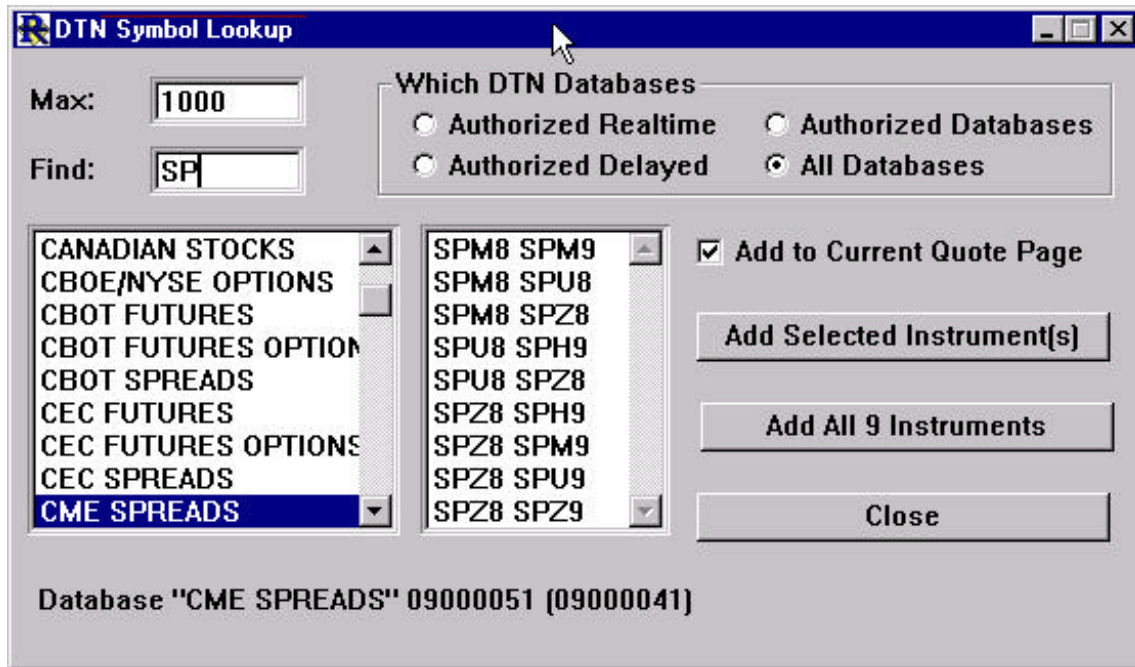 DTN Symbol Lookup
Max:
1000
Find:
SP
Which DTN Databases
Authorized Realtime
Authorized Databases
Authorized Delayed
All Databases
CANADIAN STOCKS
CBOE/NYSE OPTIONS
CBOT FUTURES
CBOT FUTURES OPTION
CBOT SPREADS
CEC FUTURES
CEC FUTURES OPTIONS
CEC SPREADS
CME SPREADS
SPM8 SPM9
SPM8 SPU8
SPM8 SPZ8
SPU8 SPH9
SPU8 SPZ8
SPZ8 SPH9
SPZ8 SPM9
SPZ8 SPU9
SPZ8 SPZ9
Add to Current Quote Page
Add Selected Instrument(s)
Add All 9 Instruments
Close
Database "CME SPREADS" 09000051 (09000041)